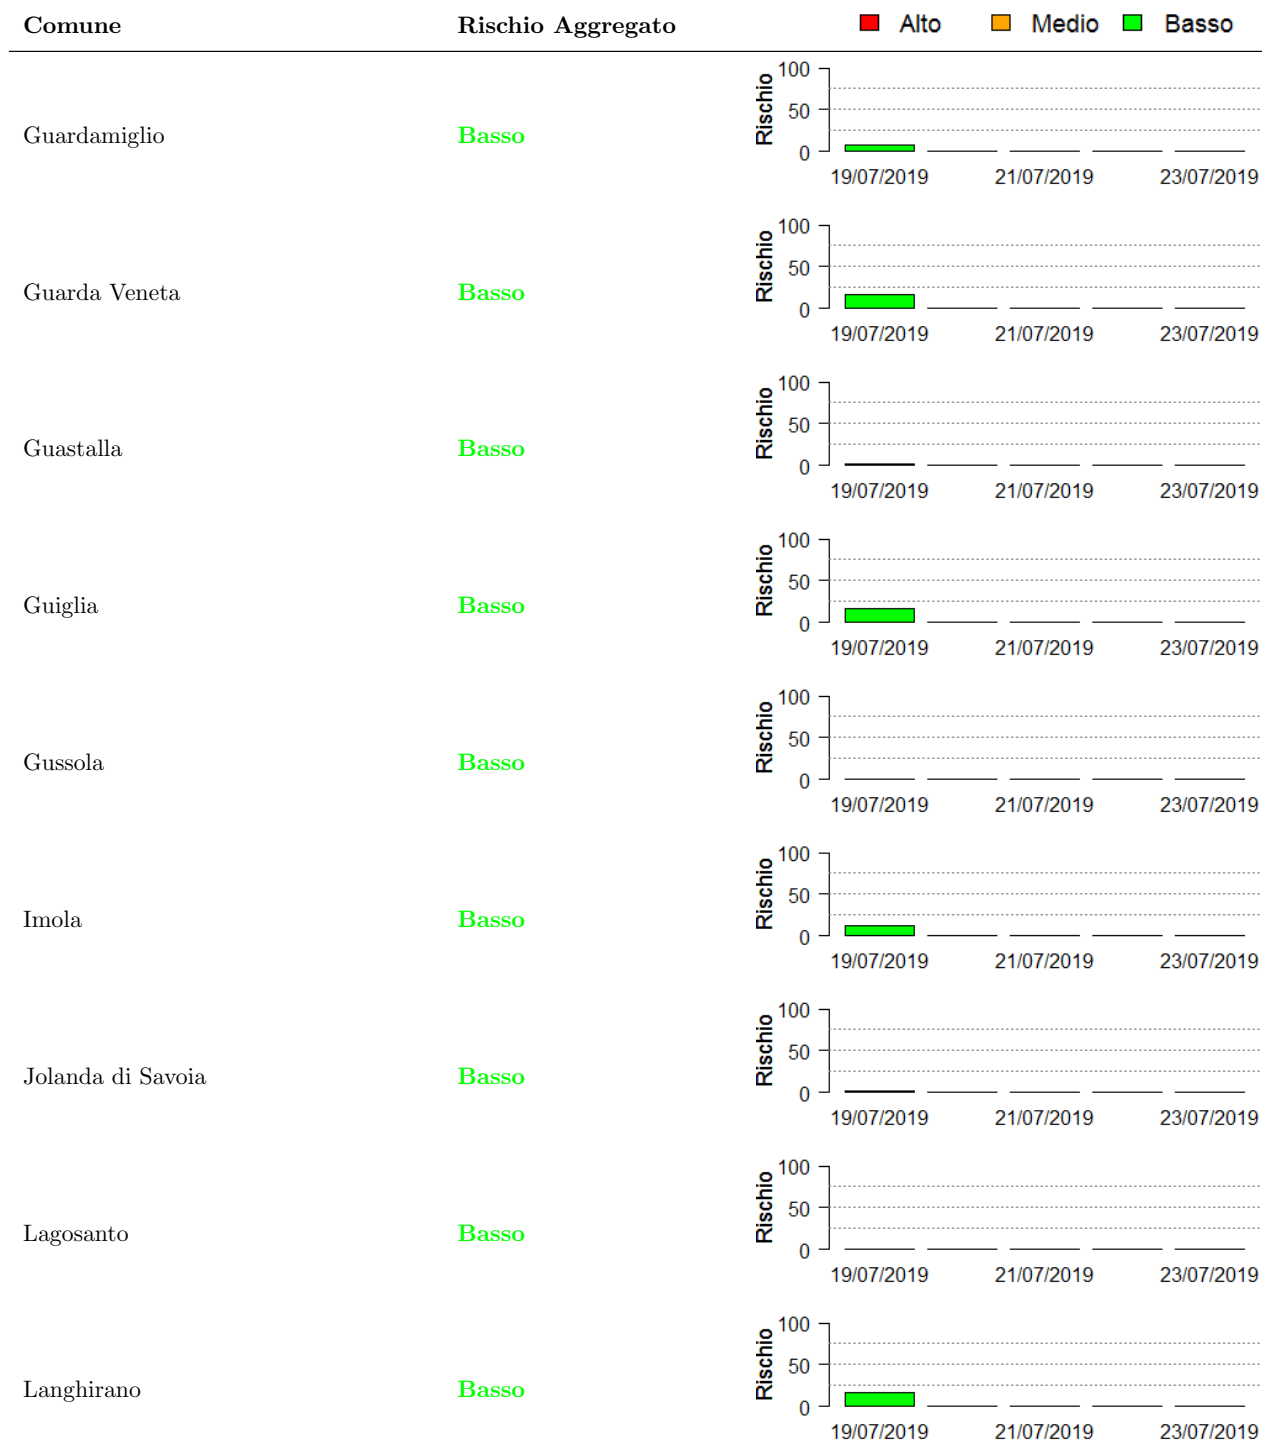 Comune Rischio Aggregato Alto Medio Basso
100
50
0
Rischio
Guardamiglio Basso
19/07/2019 21/07/2019 23/07/2019
100
50
0
Rischio
Guarda Veneta Basso
19/07/2019 21/07/2019 23/07/2019
100
50
0
Rischio
Guastalla Basso
19/07/2019 21/07/2019 23/07/2019
100
50
0
Rischio
Guiglia Basso
19/07/2019 21/07/2019 23/07/2019
100
50
0
Rischio
Gussola Basso
19/07/2019 21/07/2019 23/07/2019
100
50
0
Rischio
Imola Basso
19/07/2019 21/07/2019 23/07/2019
100
50
0
Rischio
Jolanda di Savoia Basso
19/07/2019 21/07/2019 23/07/2019
100
50
0
Rischio
Lagosanto Basso
19/07/2019 21/07/2019 23/07/2019
100
50
0
Rischio
Langhirano Basso
19/07/2019 21/07/2019 23/07/2019